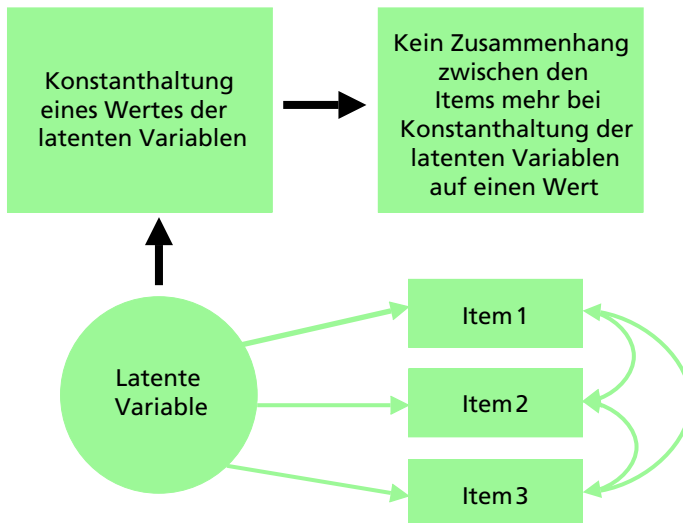 Konstanthaltung
eines Wertes der
latenten Variablen
Kein Zusammenhang
zwischen den
Items mehr bei
Konstanthaltung der
latenten Variablen
auf einen Wert
Latente
Variable
Item 1
Item 2
Item 3